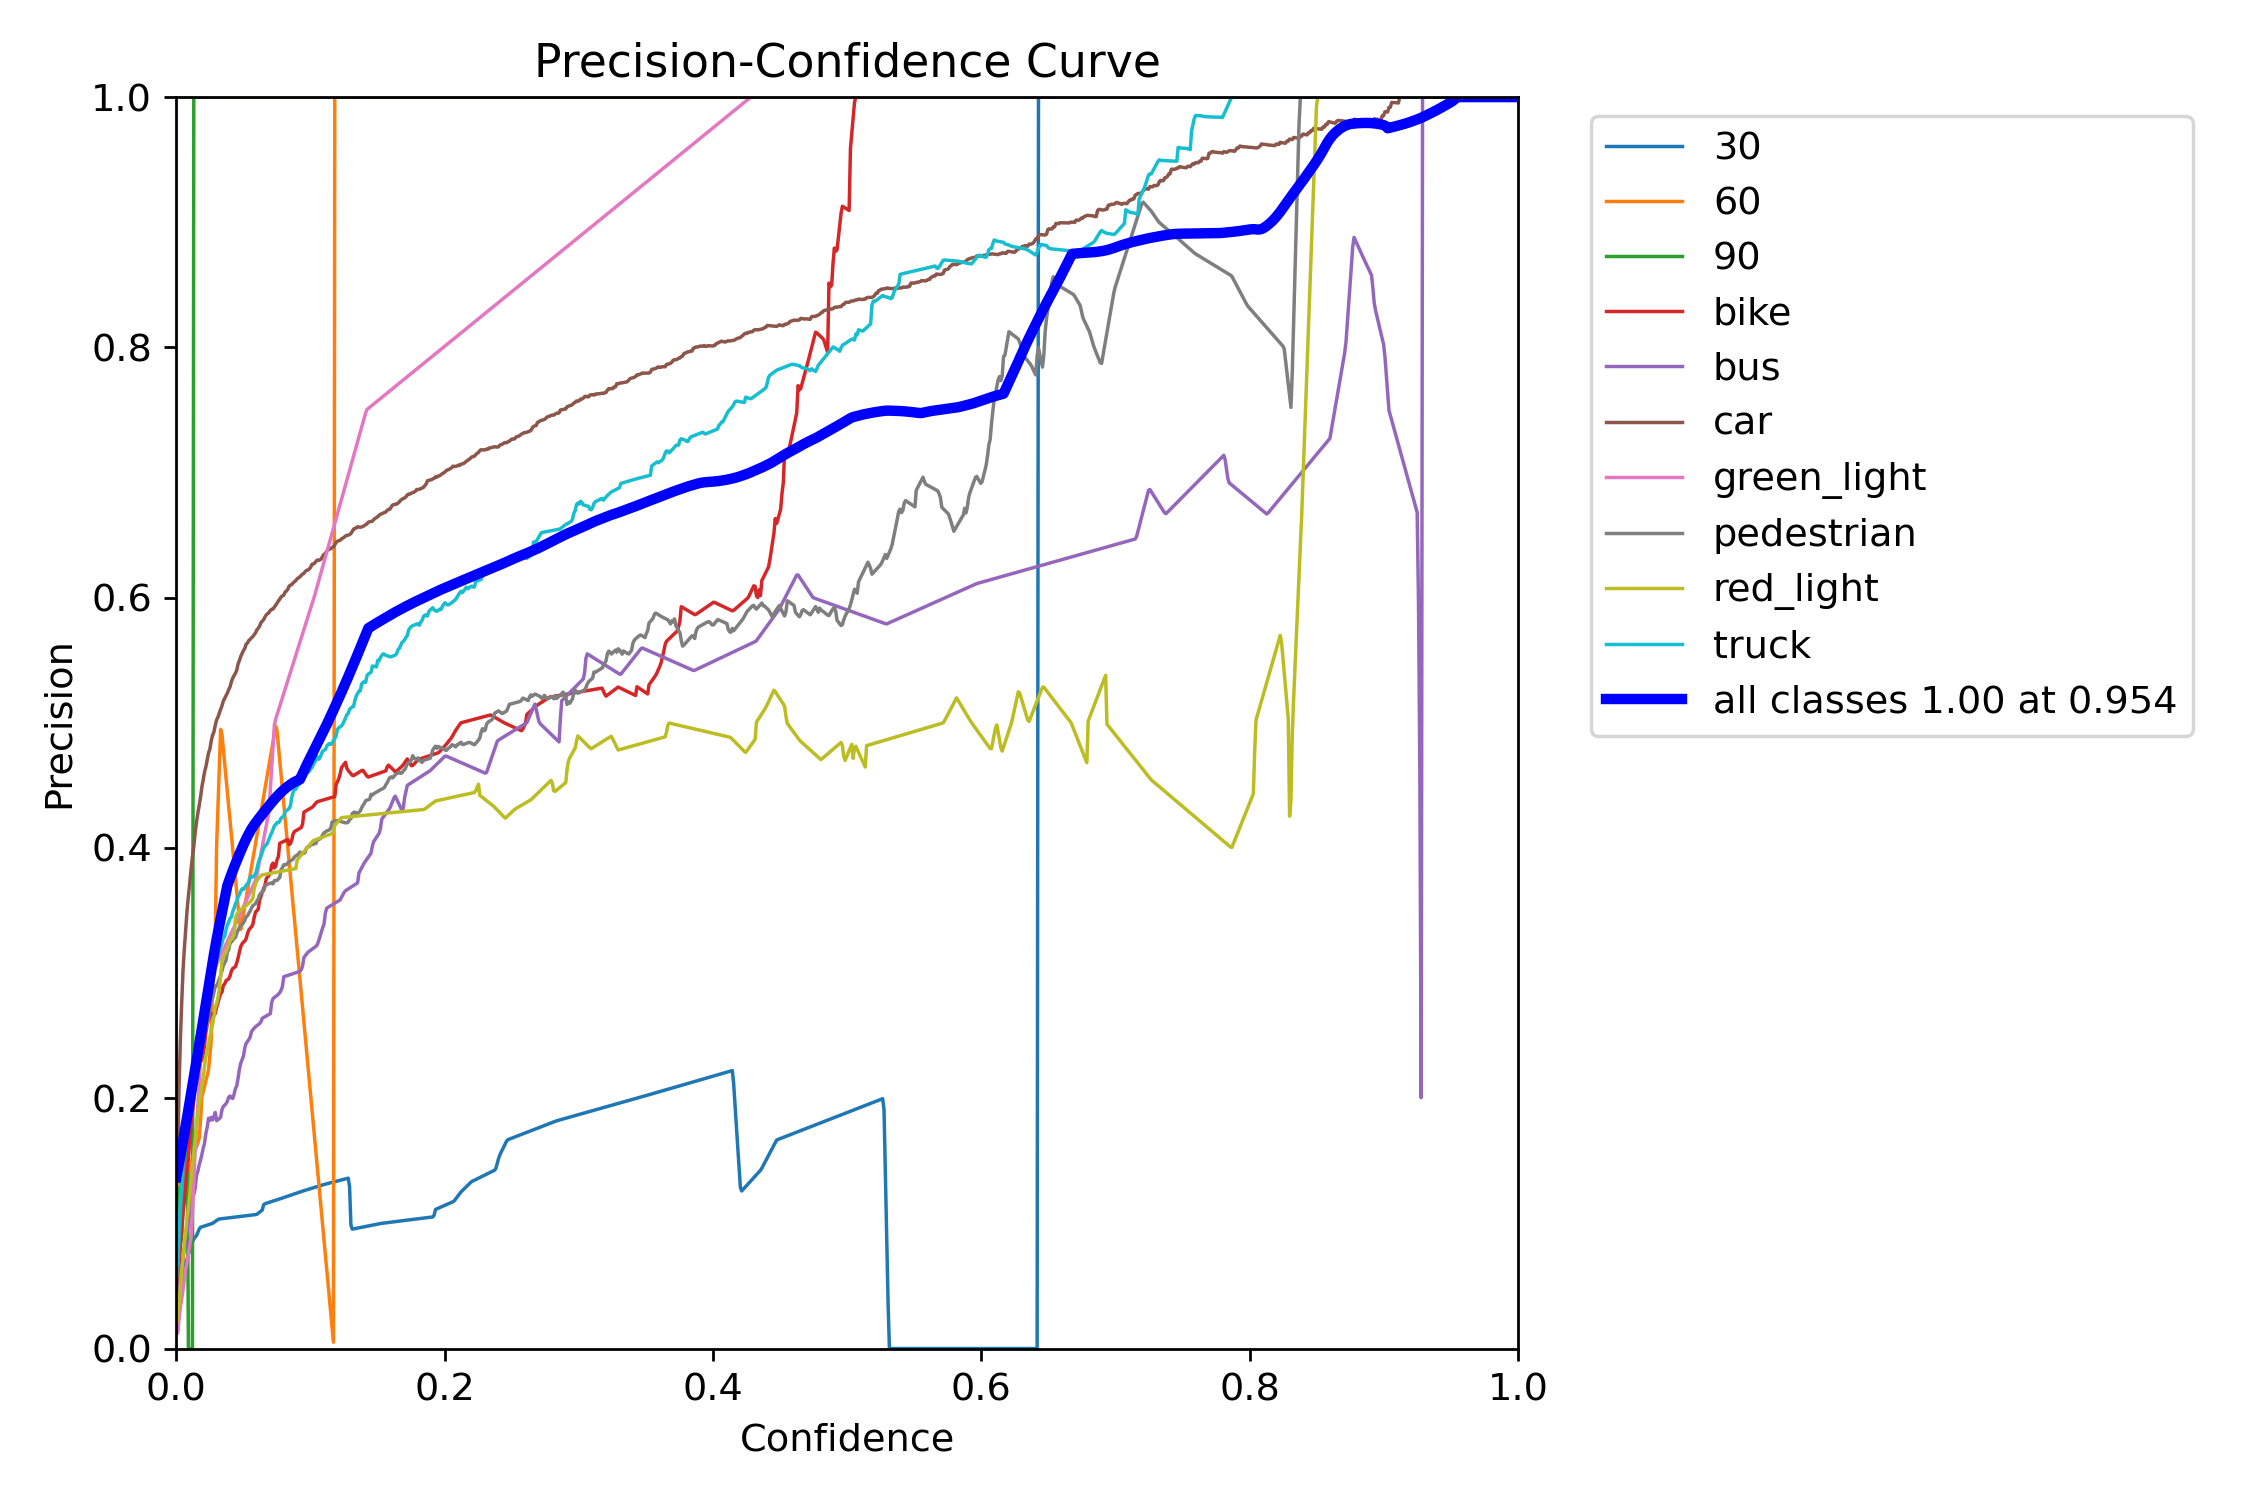 Precision-Confidence Curve
1.0
0.8
0.6
0.4
0.2
0.0
Precision
0.0 0.2 0.4 0.6 0.8 1.0
Confidence
30
60
90
bike
bus
car
green_light
pedestrian
red_light
truck
all classes 1.00 at 0.954